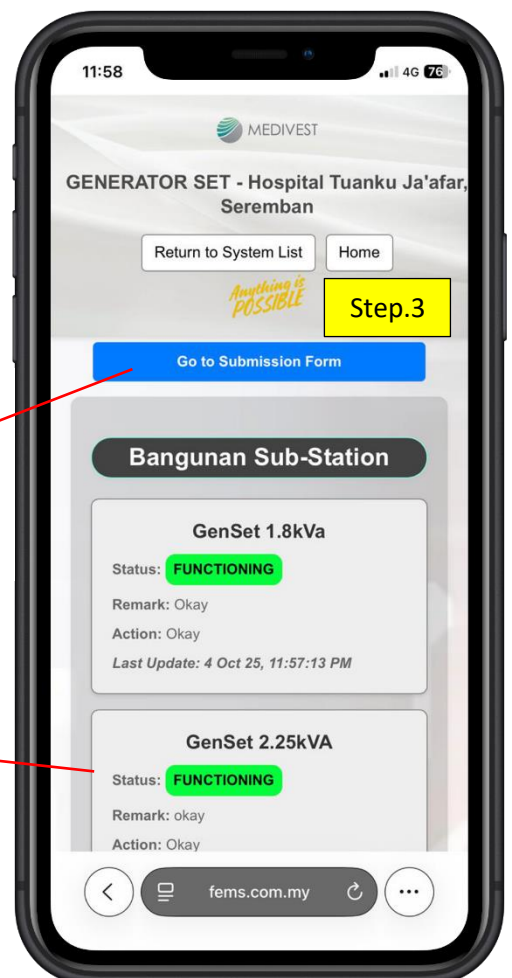 11:58
4G 76
MEDIVEST
GENERATOR SET - Hospital Tuanku Ja'afar,
Seremban
Return to System List
Home
Anything is
POSSIBLE
Step.3
Go to Submission Form
Bangunan Sub-Station
GenSet 1.8kVa
Status: FUNCTIONING
Remark: Okay
Action: Okay
Last Update: 4 Oct 25, 11:57:13 PM
GenSet 2.25kVA
Status: FUNCTIONING
Remark: okay
Action: Okay
fems.com.my